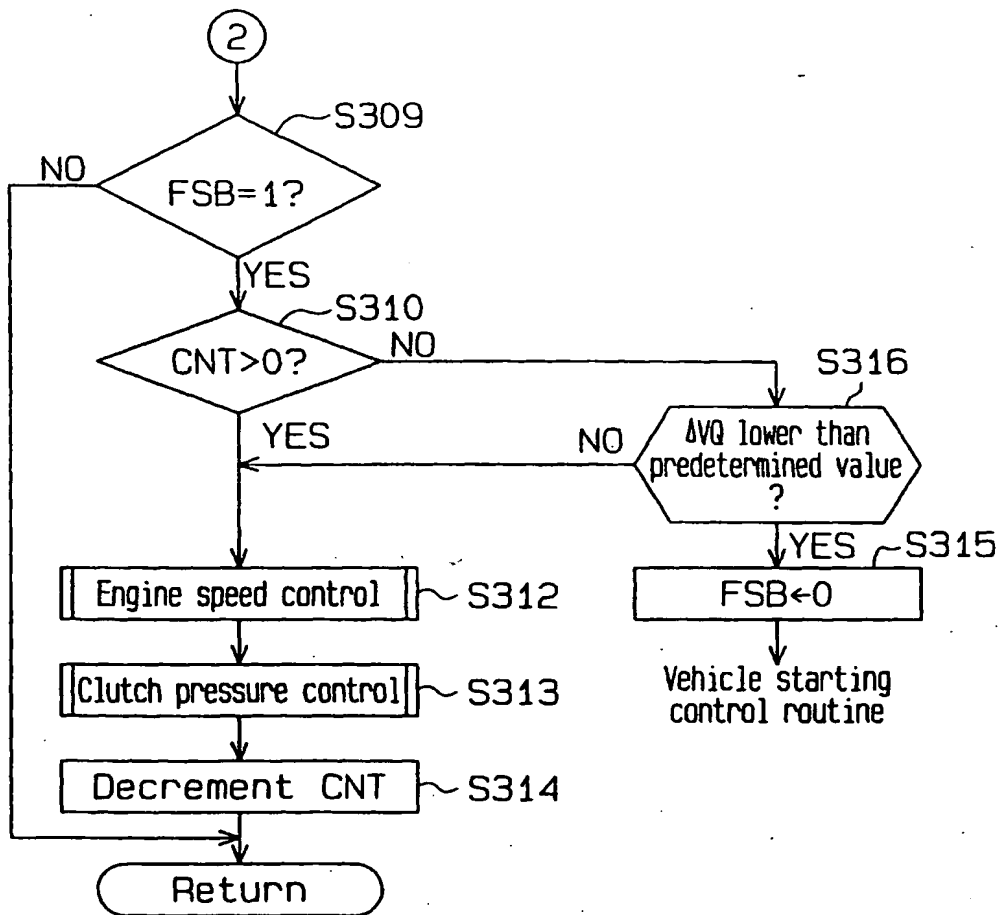 2
S309
NO
FSB=1?
YES
S310
CNT>0?
NO
S316
YES
NO
ΔVQ lower than
predetermined value
?
YES
S315
Engine speed control
S312
FSB←0
Clutch pressure control
S313
Vehicle starting
control routine
Decrement CNT
S314
Return